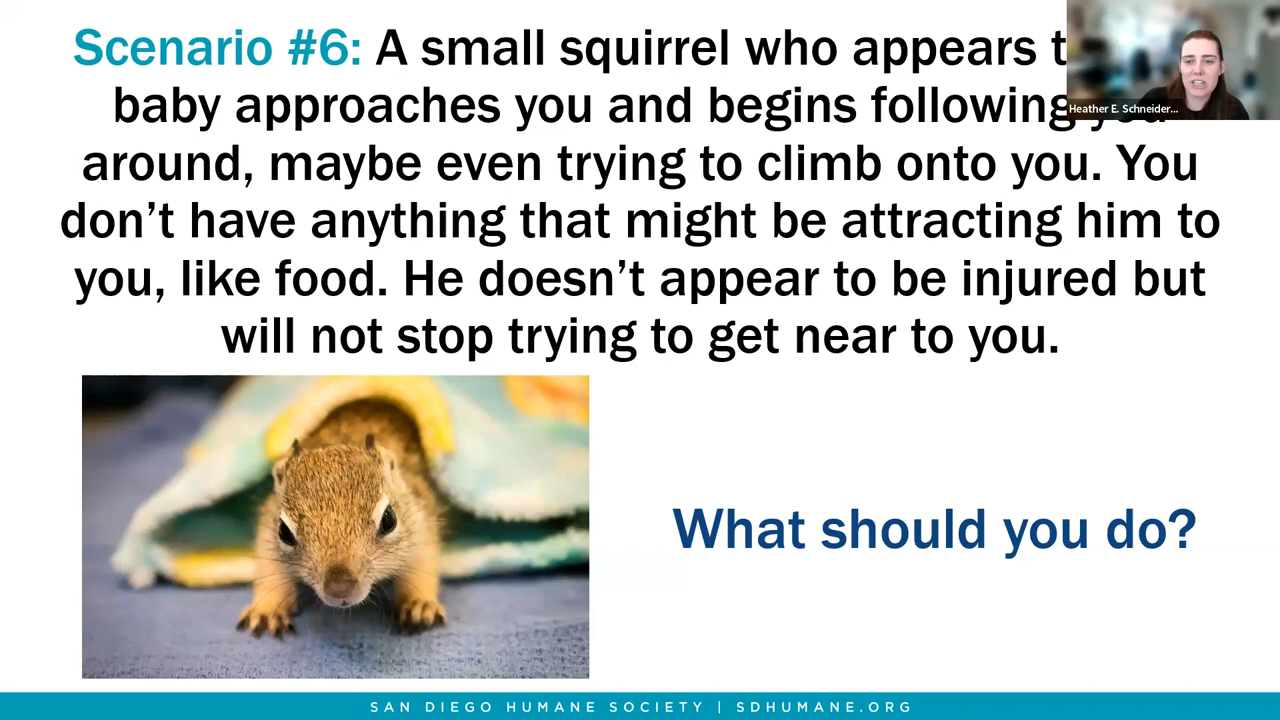 Scenario #6: A small squirrel who appears
baby approaches you and begins following you
around, maybe even trying to climb onto you. You
don’t have anything that might be attracting him to
you, like food. He doesn’t appear to be injured but
will not stop trying to get near to you.
Heather E. Schneider...
What should you do?
SAN DIEGO HUMANE SOCIETY | SDHUMANE.ORG